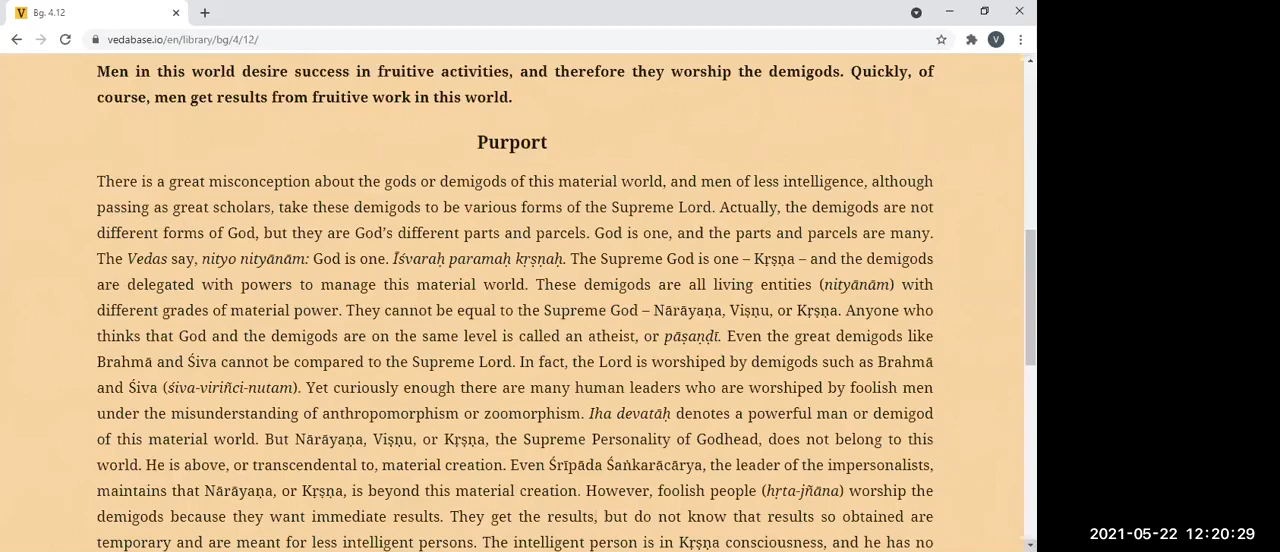 Bg. 4.12
vedabase.io/en/library/bg/4/12/
V
Men in this world desire success in fruitive activities, and therefore they worship the demigods. Quickly, of
course, men get results from fruitive work in this world.
Purport
There is a great misconception about the gods or demigods of this material world, and men of less intelligence, although
passing as great scholars, take these demigods to be various forms of the Supreme Lord. Actually, the demigods are not
different forms of God, but they are God’s different parts and parcels. God is one, and the parts and parcels are many.
The Vedas say, nityo nityānām: God is one. Īśvaraḥ paramaḥ kṛṣṇaḥ. The Supreme God is one – Kṛṣṇa – and the demigods
are delegated with powers to manage this material world. These demigods are all living entities (nityānām) with
different grades of material power. They cannot be equal to the Supreme God – Nārāyaṇa, Viṣṇu, or Kṛṣṇa. Anyone who
thinks that God and the demigods are on the same level is called an atheist, or pāṣaṇḍī. Even the great demigods like
Brahmā and Śiva cannot be compared to the Supreme Lord. In fact, the Lord is worshiped by demigods such as Brahmā
and Śiva (śiva-viriñci-nutam). Yet curiously enough there are many human leaders who are worshiped by foolish men
under the misunderstanding of anthropomorphism or zoomorphism. Iha devatāḥ denotes a powerful man or demigod
of this material world. But Nārāyaṇa, Viṣṇu, or Kṛṣṇa, the Supreme Personality of Godhead, does not belong to this
world. He is above, or transcendental to, material creation. Even Śrīpāda Śaṅkarācārya, the leader of the impersonalists,
maintains that Nārāyaṇa, or Kṛṣṇa, is beyond this material creation. However, foolish people (hṛta-jñāna) worship the
demigods because they want immediate results. They get the results, but do not know that results so obtained are
temporary and are meant for less intelligent persons. The intelligent person is in Kṛṣṇa consciousness, and he has no
2021-05-22 12:20:29